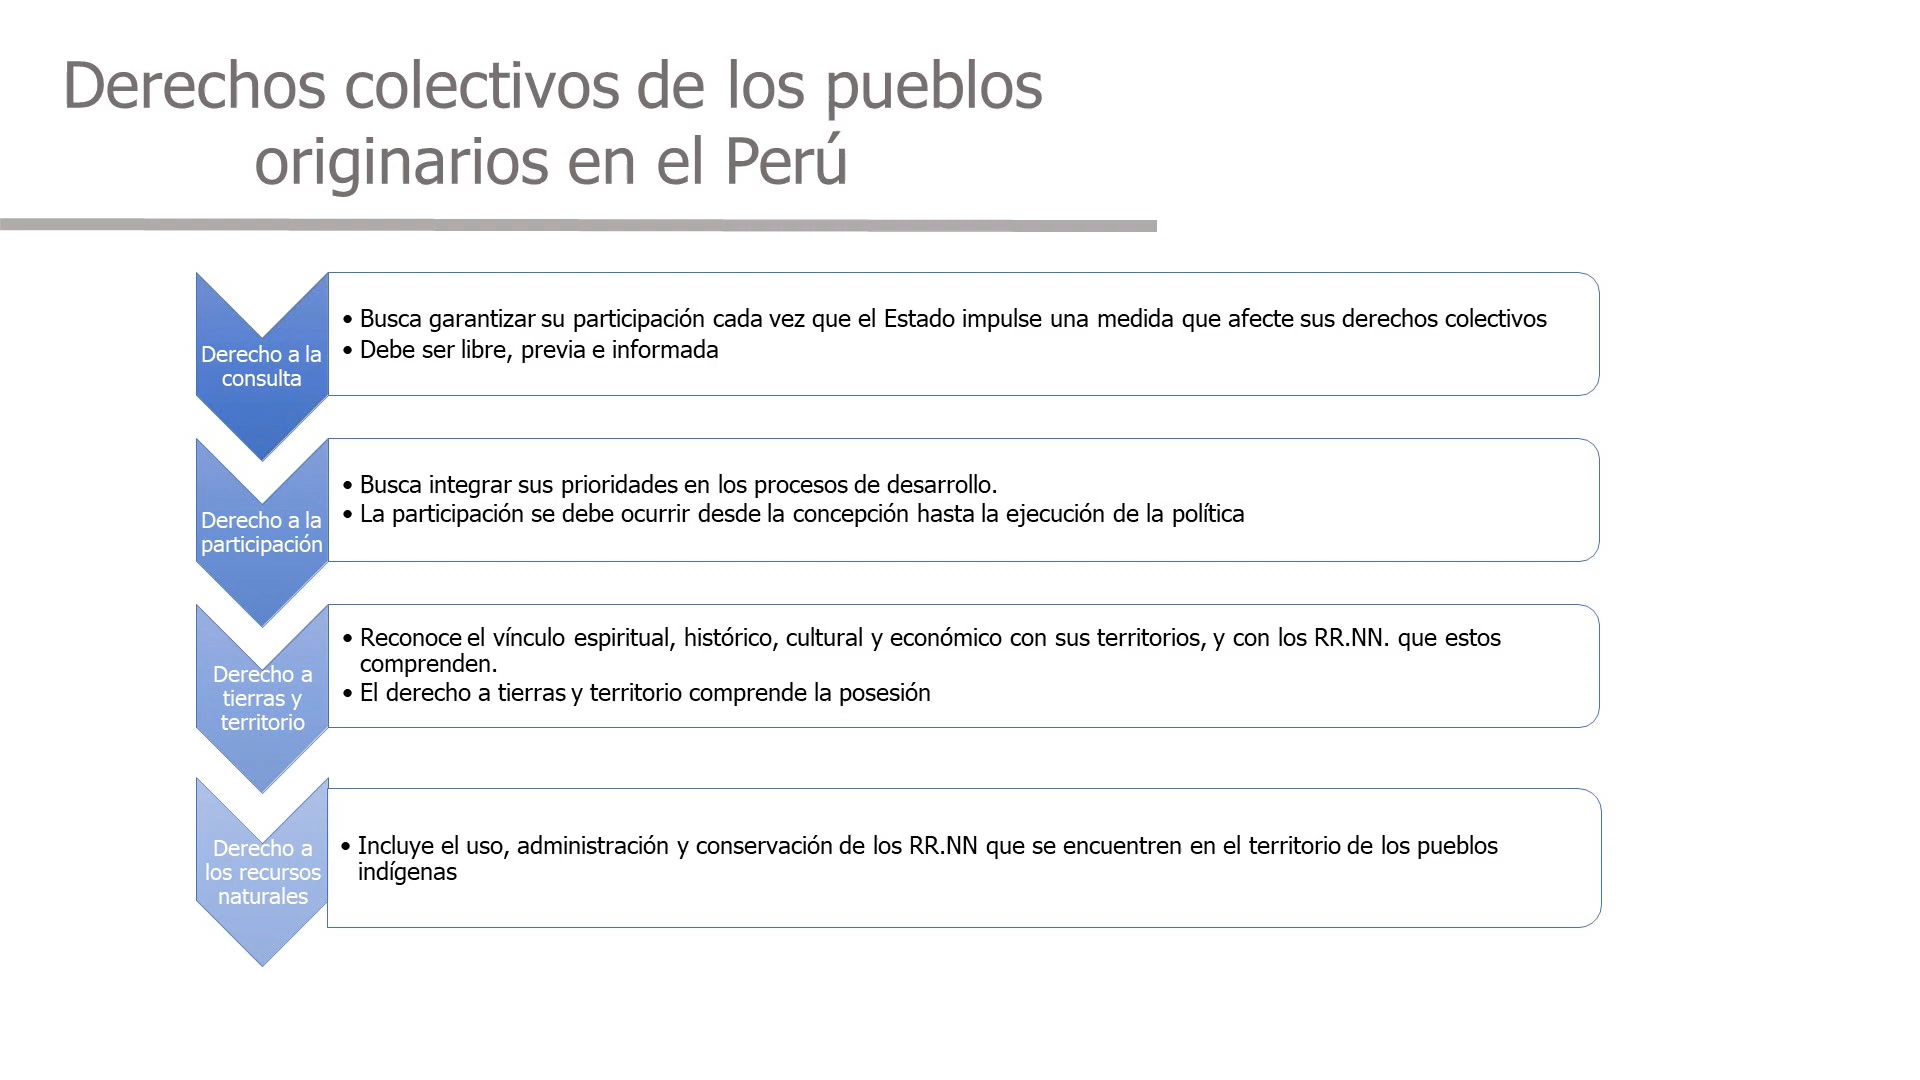 Derechos colectivos de los pueblos
originarios en el Perú
Derecho a la
consulta
• Busca garantizar su participación cada vez que el Estado impulse una medida que afecte sus derechos colectivos
• Debe ser libre, previa e informada
Derecho a la
participación
• Busca integrar sus prioridades en los procesos de desarrollo.
• La participación se debe ocurrir desde la concepción hasta la ejecución de la política
Derecho a
tierras y
territorio
• Reconoce el vínculo espiritual, histórico, cultural y económico con sus territorios, y con los RR.NN. que estos
comprenden.
• El derecho a tierras y territorio comprende la posesión
Derecho a
los recursos
naturales
• Incluye el uso, administración y conservación de los RR.NN que se encuentren en el territorio de los pueblos
indígenas